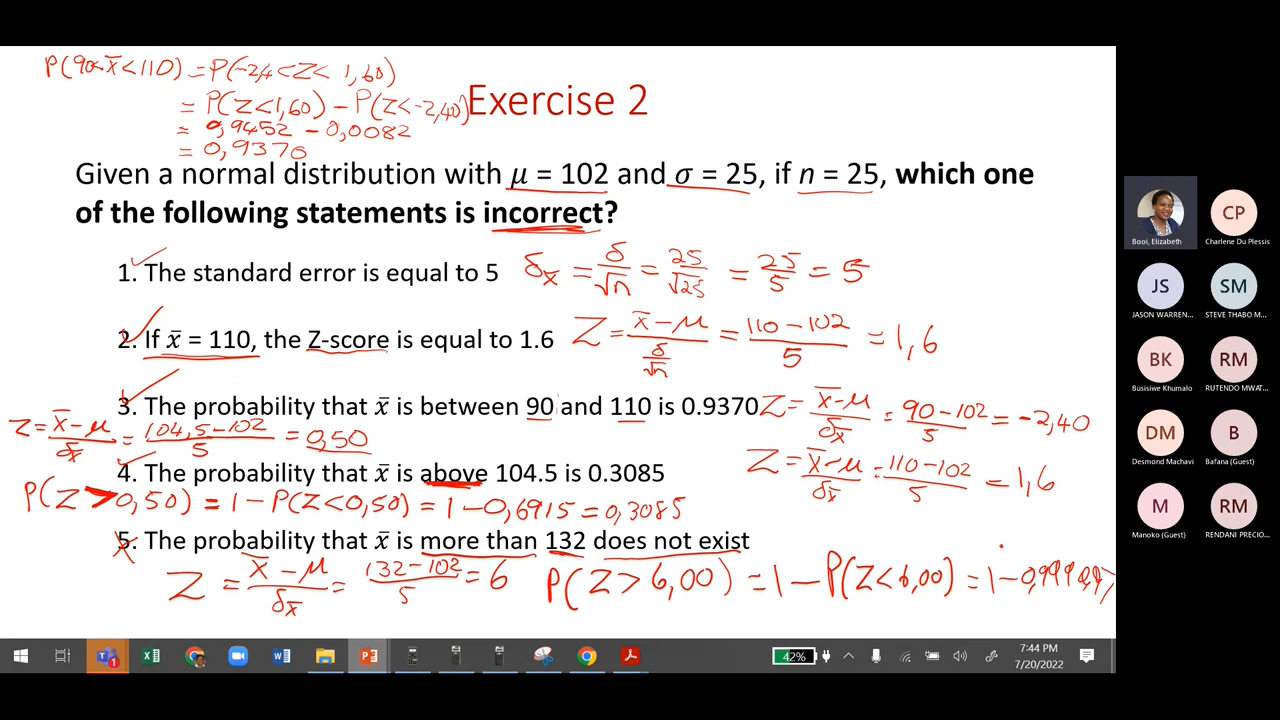 P(90<x̄<110) = P(-2,4 <Z< 1,60)
= P(Z<1,60) - P(Z<-2,40)
= 0,9452 - 0,0082
= 0,9370
Exercise 2
Given a normal distribution with μ = 102 and σ = 25, if n = 25, which one
of the following statements is incorrect?
1. The standard error is equal to 5
δx̄ = δ/√n = 25/√25 = 25/5 = 5
2. If x̄ = 110, the Z-score is equal to 1.6
Z = x̄-μ / δ/√n = 110-102 / 5 = 1,6
3. The probability that x̄ is between 90 and 110 is 0.9370
Z = x̄-μ / δx̄ = 90-102 / 5 = -2,40
Z = x̄-μ / δx̄ = 104,5-102 / 5 = 0,50
4. The probability that x̄ is above 104.5 is 0.3085
Z = x̄-μ / δx̄ = 110-102 / 5 = 1,6
P(Z > 0,50) = 1 - P(Z<0,50) = 1 - 0,6915 = 0,3085
5. The probability that x̄ is more than 132 does not exist
Z = x̄-μ / δx̄ = 132-102 / 5 = 6
P(Z > 6,00) = 1 - P(Z<6,00) = 1 -
Booi, Elizabeth
CP
Charlene Du Plessis
JS
JASON WARREN...
SM
STEVE THABO M...
BK
Busisiwe Khumalo
RM
RUTENDO MWAT...
DM
Desmond Machavi
B
Bafana (Guest)
M
Manoko (Guest)
RM
RENDANI PRECIO...
42%
7:44 PM
7/20/2022